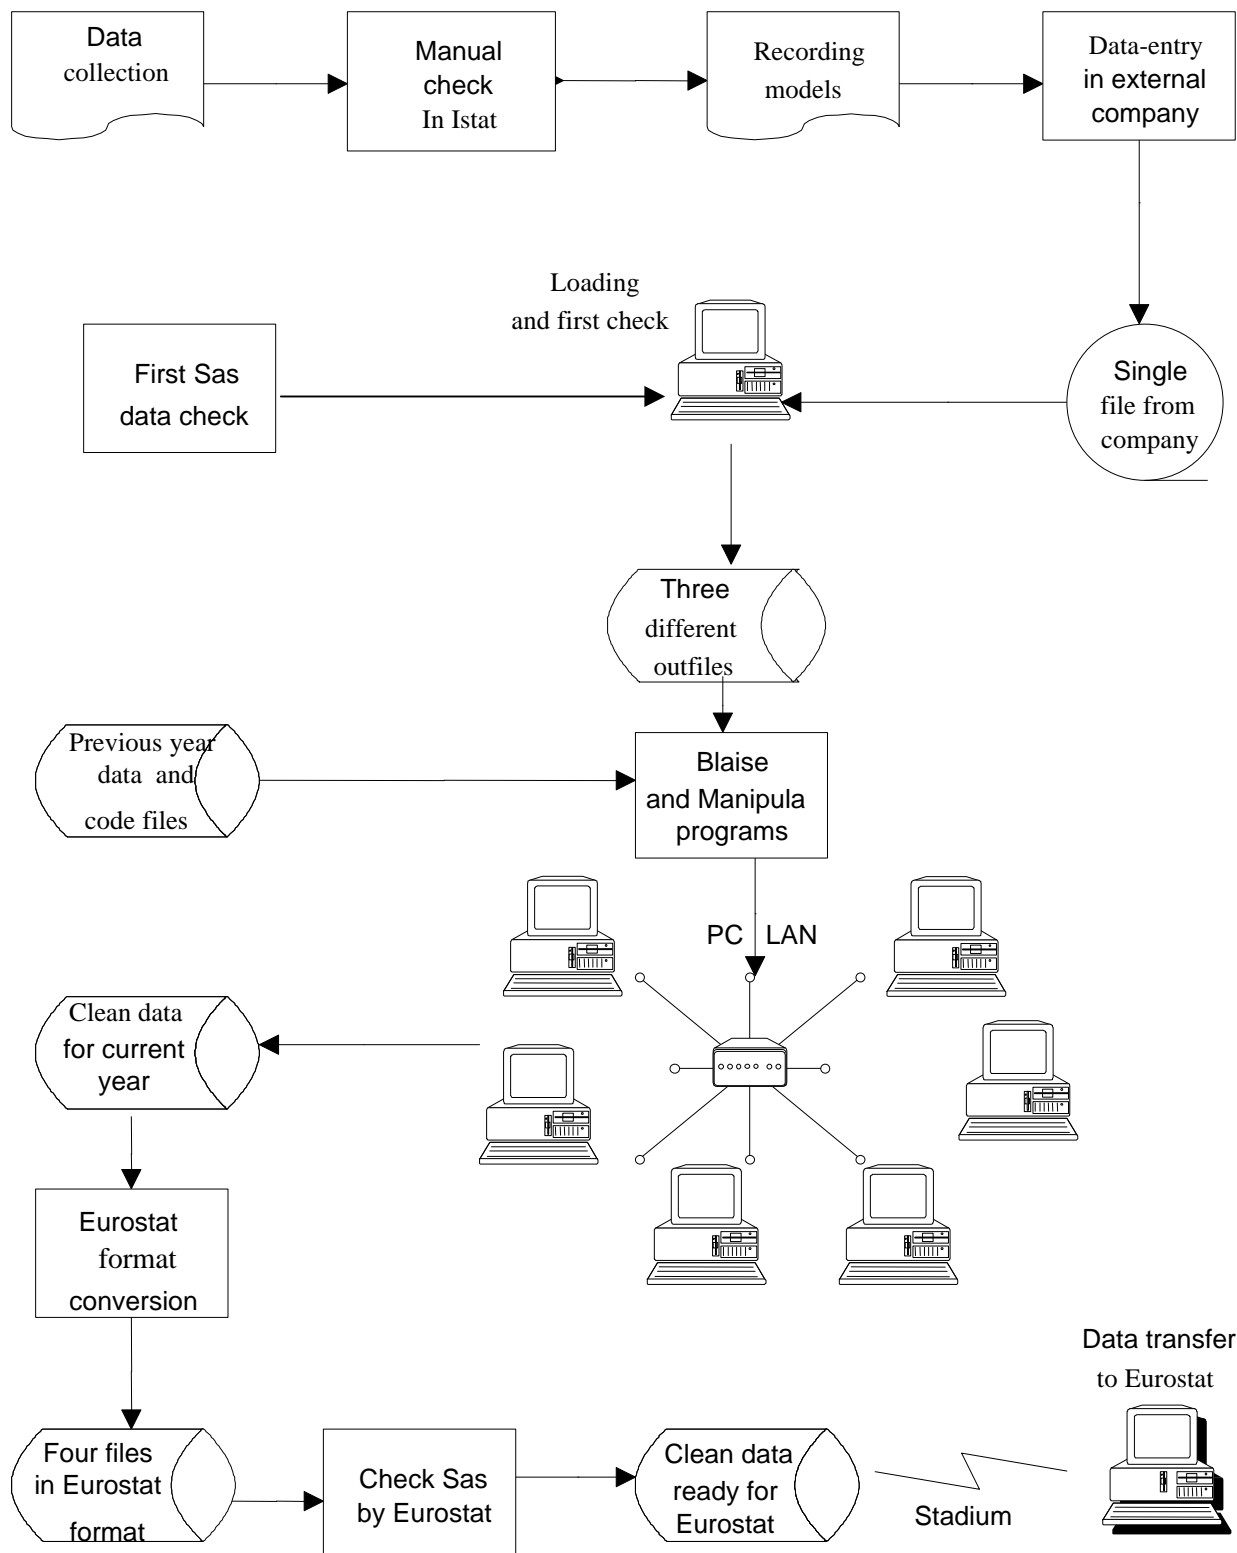 Data
collection
Manual
check
In Istat
Recording
models
Data-entry
in external
company
Loading
and first check
First Sas
data check
Single
file from
company
Three
different
outfiles
Previous year
data and
code files
Blaise
and Manipula
programs
PC LAN
Clean data
for current
year
Eurostat
format
conversion
Data transfer
to Eurostat
Four files
in Eurostat
format
Check Sas
by Eurostat
Clean data
ready for
Eurostat
Stadium